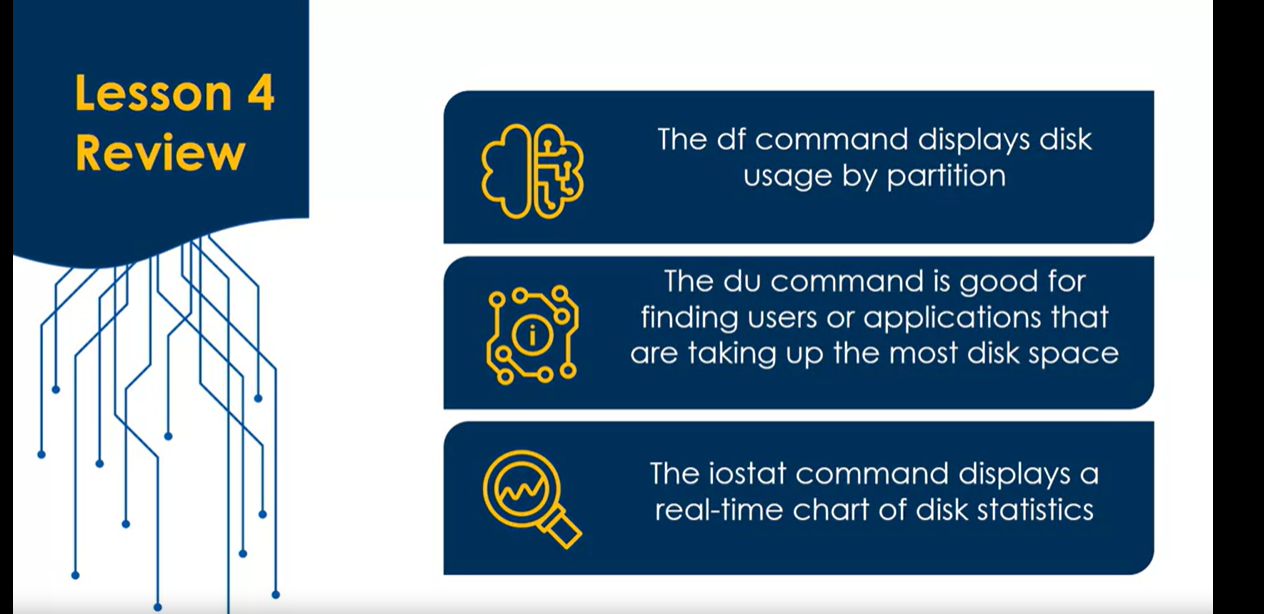 Lesson 4
Review
The df command displays disk
usage by partition
The du command is good for
finding users or applications that
are taking up the most disk space
i
The iostat command displays a
real-time chart of disk statistics